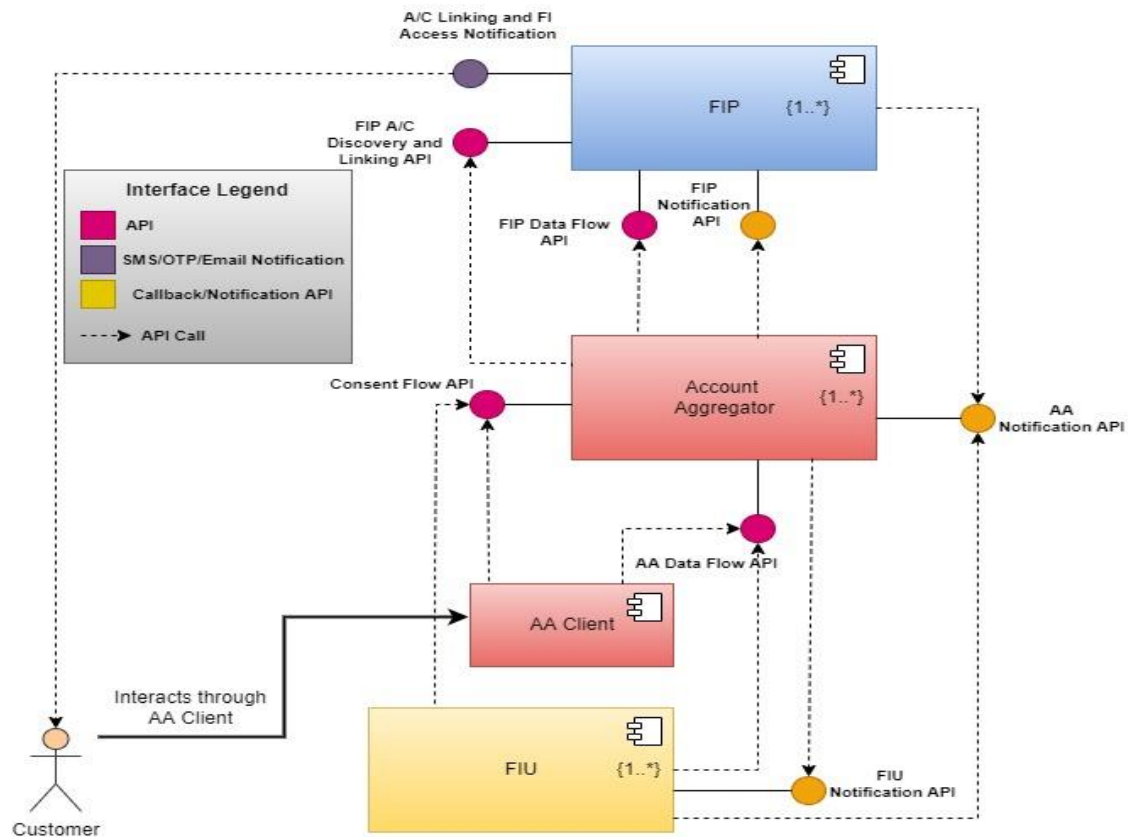 A/C Linking and FI
Access Notification
FIP
{1..*}
FIP A/C
Discovery and
Linking API
Interface Legend
API
SMS/OTP/Email Notification
Callback/Notification API
API Call
FIP Data Flow
API
FIP
Notification
API
Consent Flow API
Account
Aggregator
{1..*}
AA
Notification API
AA Data Flow API
AA Client
Interacts through
AA Client
FIU
{1..*}
FIU
Notification API
Customer